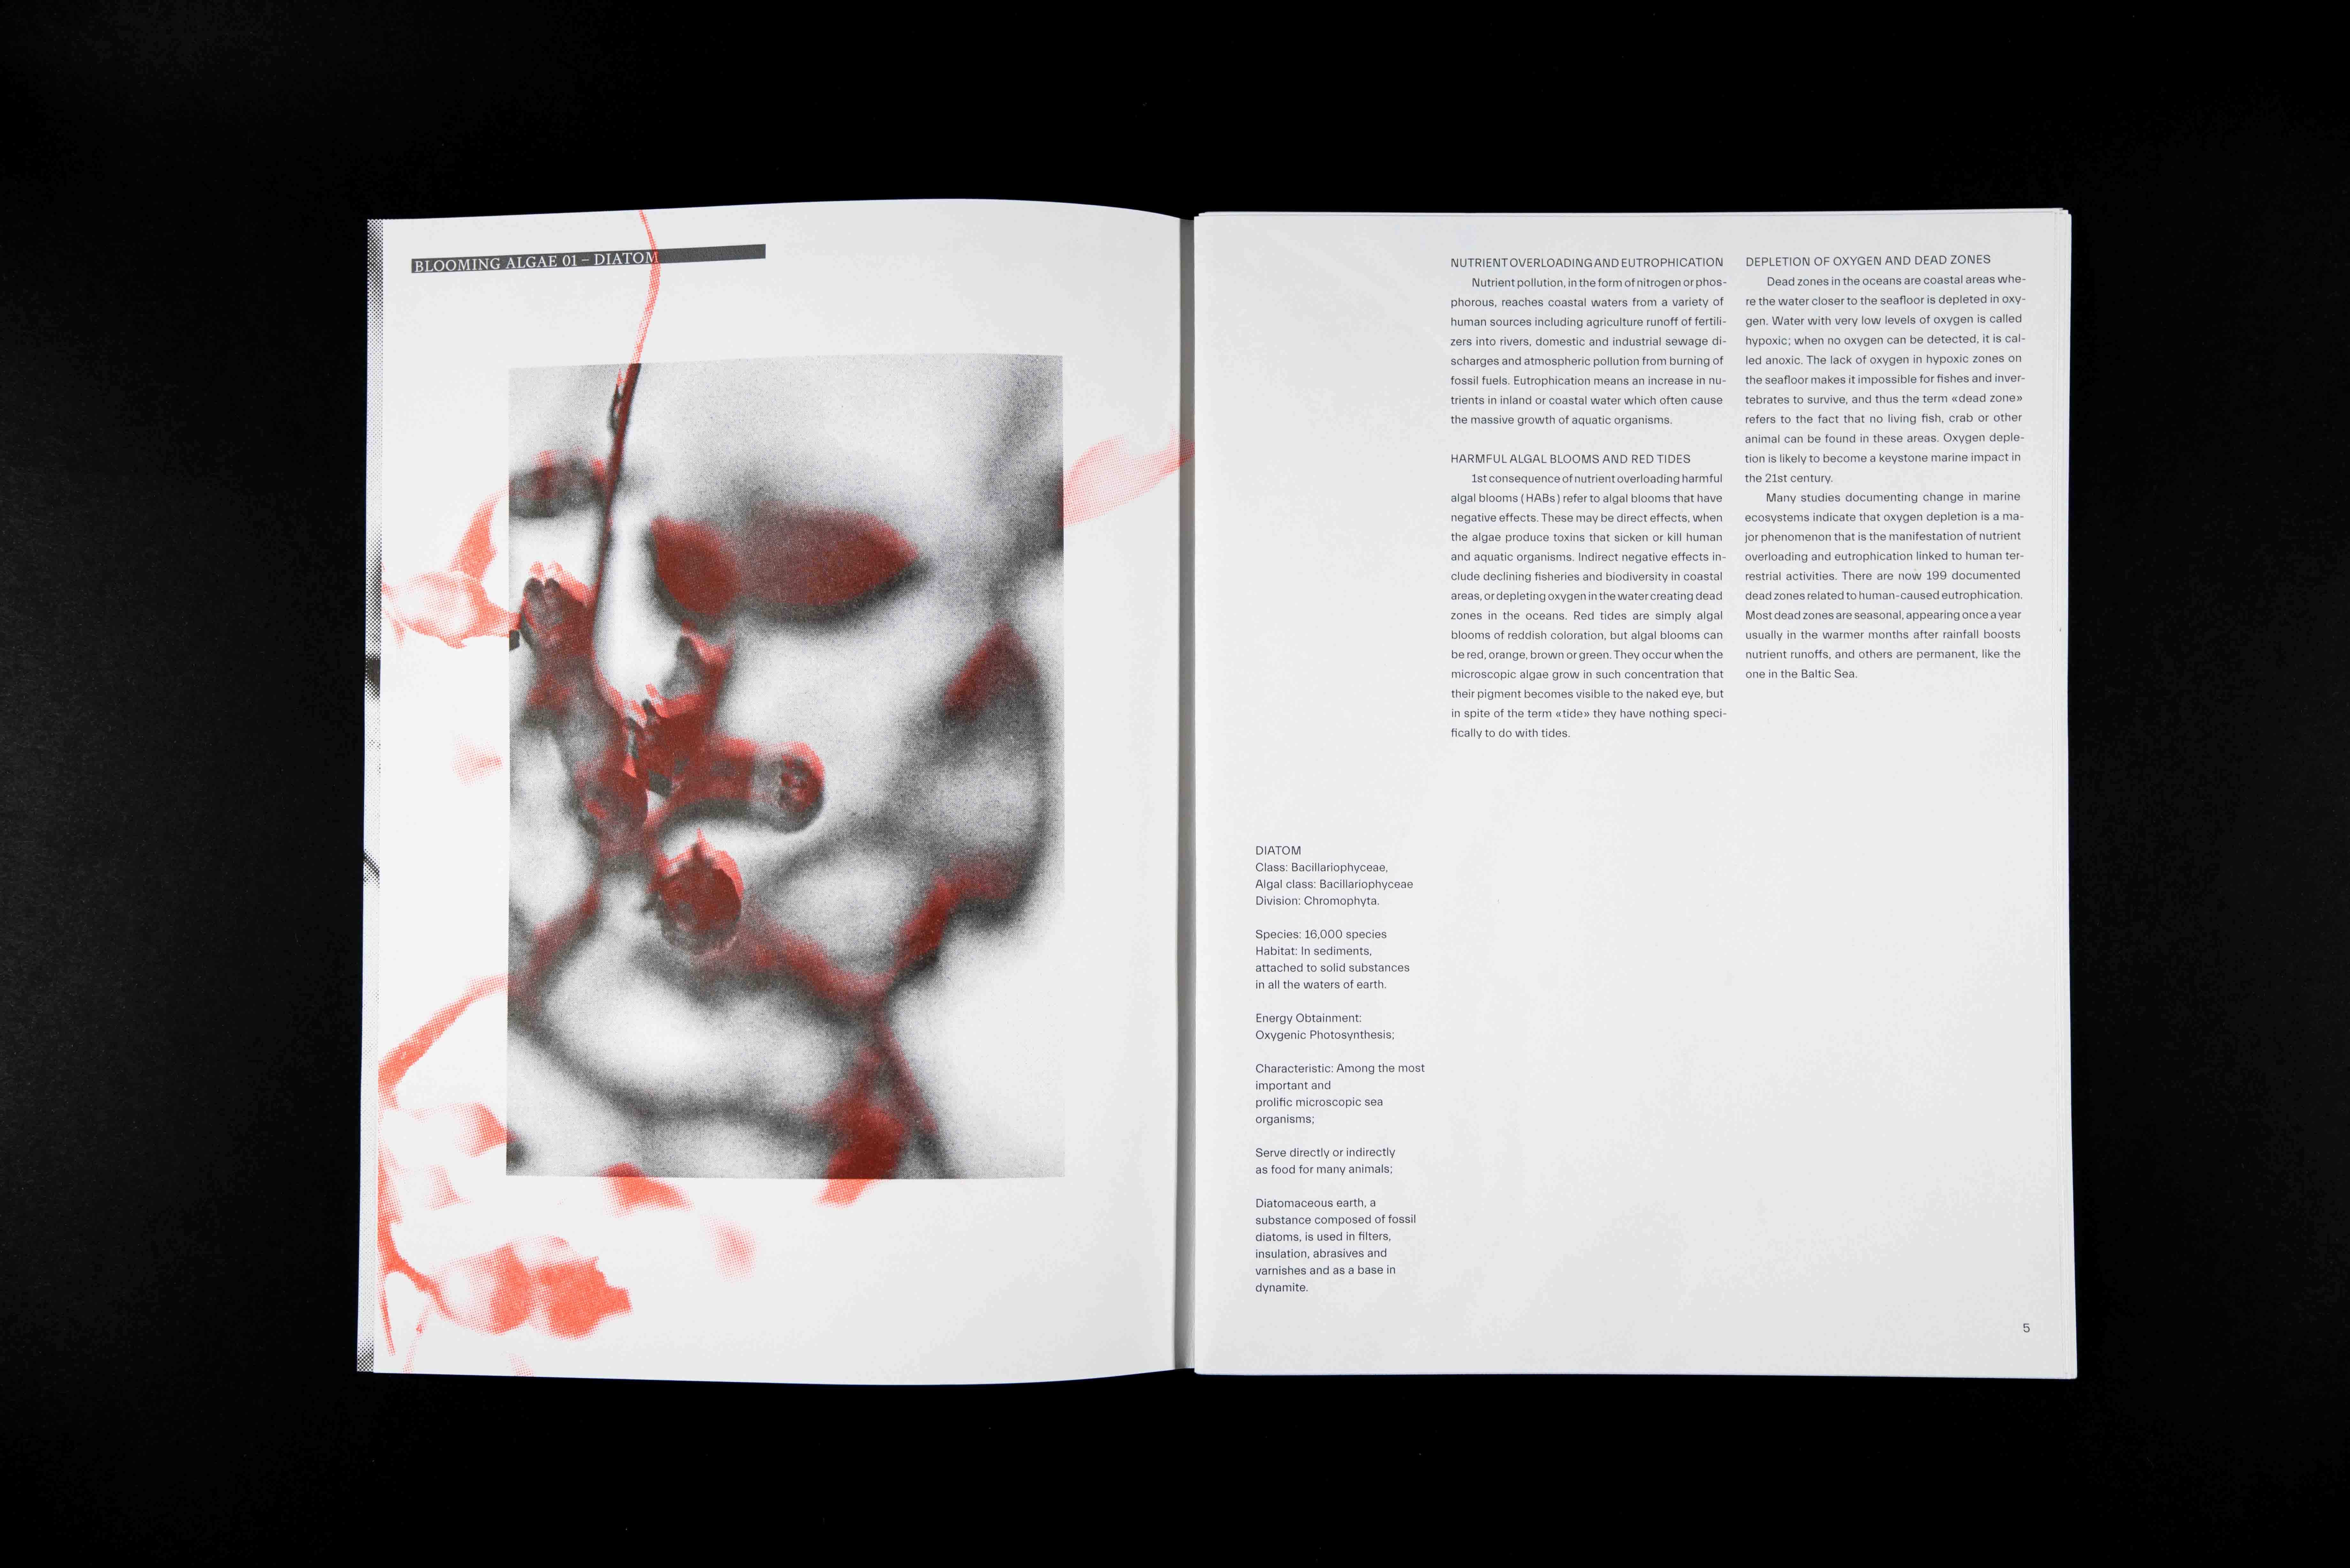 BLOOMING ALGAE 01 – DIATOM
4
NUTRIENT OVERLOADING AND EUTROPHICATION
Nutrient pollution, in the form of nitrogen or phos-
phorous, reaches coastal waters from a variety of
human sources including agriculture runoff of fertili-
zers into rivers, domestic and industrial sewage di-
scharges and atmospheric pollution from burning of
fossil fuels. Eutrophication means an increase in nu-
trients in inland or coastal water which often cause
the massive growth of aquatic organisms.
HARMFUL ALGAL BLOOMS AND RED TIDES
1st consequence of nutrient overloading harmful
algal blooms (HABs) refer to algal blooms that have
negative effects. These may be direct effects, when
the algae produce toxins that sicken or kill human
and aquatic organisms. Indirect negative effects in-
clude declining fisheries and biodiversity in coastal
areas, or depleting oxygen in the water creating dead
zones in the oceans. Red tides are simply algal
blooms of reddish coloration, but algal blooms can
be red, orange, brown or green. They occur when the
microscopic algae grow in such concentration that
their pigment becomes visible to the naked eye, but
in spite of the term «tide» they have nothing speci-
fically to do with tides.
DEPLETION OF OXYGEN AND DEAD ZONES
Dead zones in the oceans are coastal areas whe-
re the water closer to the seafloor is depleted in oxy-
gen. Water with very low levels of oxygen is called
hypoxic; when no oxygen can be detected, it is cal-
led anoxic. The lack of oxygen in hypoxic zones on
the seafloor makes it impossible for fishes and inver-
tebrates to survive, and thus the term «dead zone»
refers to the fact that no living fish, crab or other
animal can be found in these areas. Oxygen deple-
tion is likely to become a keystone marine impact in
the 21st century.
Many studies documenting change in marine
ecosystems indicate that oxygen depletion is a ma-
jor phenomenon that is the manifestation of nutrient
overloading and eutrophication linked to human ter-
restrial activities. There are now 199 documented
dead zones related to human-caused eutrophication.
Most dead zones are seasonal, appearing once a year
usually in the warmer months after rainfall boosts
nutrient runoffs, and others are permanent, like the
one in the Baltic Sea.
DIATOM
Class: Bacillariophyceae,
Algal class: Bacillariophyceae
Division: Chromophyta.
Species: 16,000 species
Habitat: In sediments,
attached to solid substances
in all the waters of earth.
Energy Obtainment:
Oxygenic Photosynthesis;
Characteristic: Among the most
important and
prolific microscopic sea
organisms;
Serve directly or indirectly
as food for many animals;
Diatomaceous earth, a
substance composed of fossil
diatoms, is used in filters,
insulation, abrasives and
varnishes and as a base in
dynamite.
5